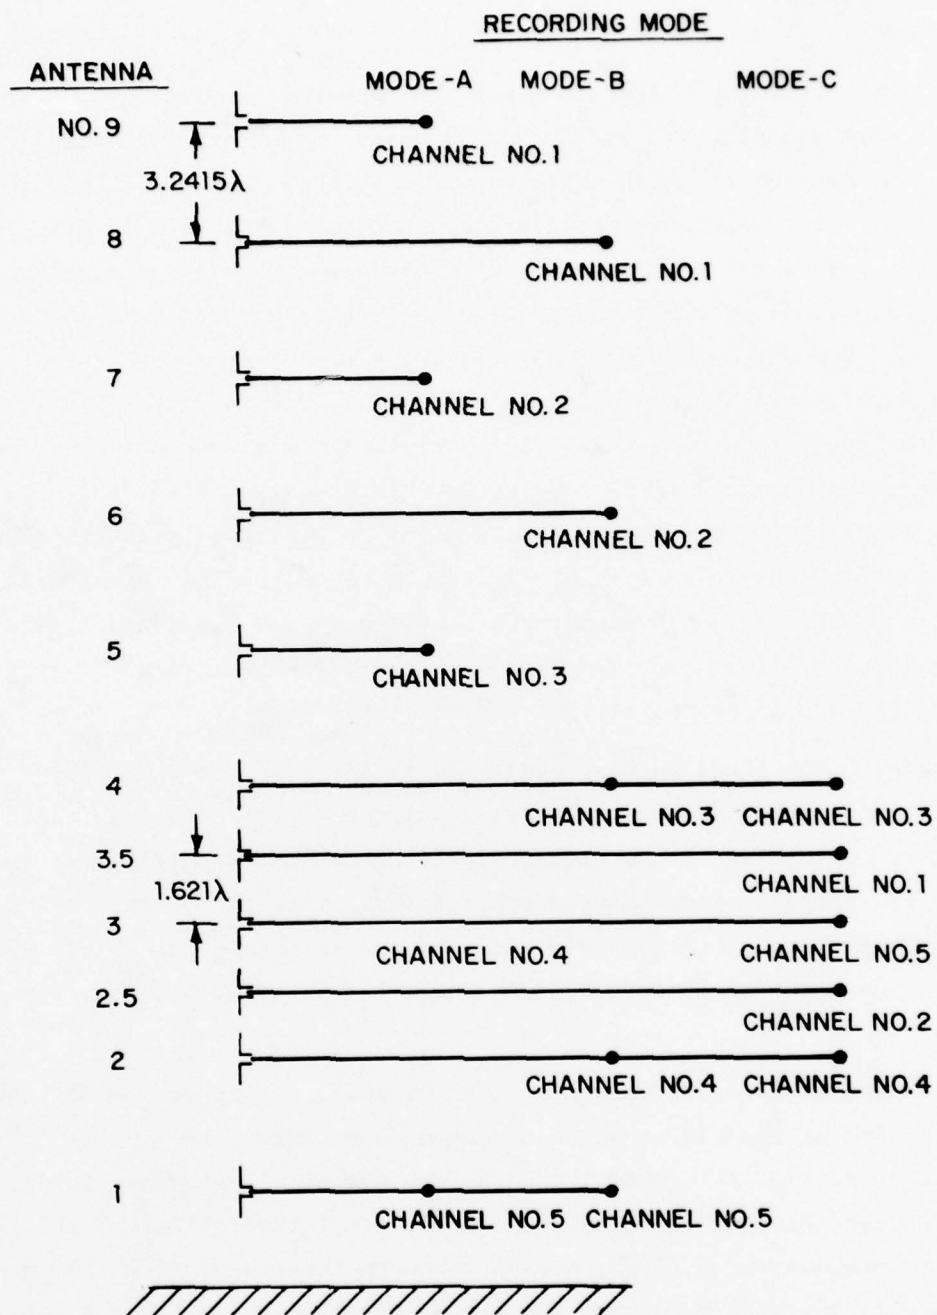 RECORDING MODE
ANTENNA MODE-A MODE-B MODE-C
NO. 9
CHANNEL NO. 1
3.2415λ
8
CHANNEL NO. 1
7
CHANNEL NO. 2
6
CHANNEL NO. 2
5
CHANNEL NO. 3
4
CHANNEL NO. 3 CHANNEL NO. 3
3.5
CHANNEL NO. 1
1.621λ
3
CHANNEL NO. 4 CHANNEL NO. 5
2.5
CHANNEL NO. 2
2
CHANNEL NO. 4 CHANNEL NO. 4
1
CHANNEL NO. 5 CHANNEL NO. 5